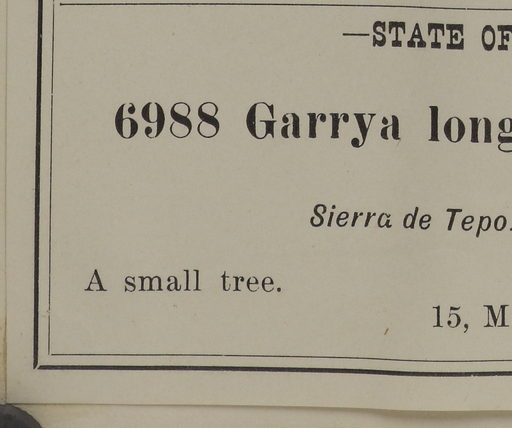 —STATE OF
6988 Garrya long
Sierra de Tepo
A small tree.
15, M